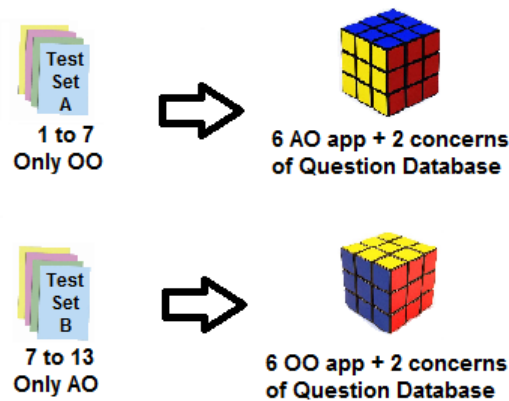 Test
Set
A
1 to 7
Only OO
6 AO app + 2 concerns
of Question Database
Test
Set
B
7 to 13
Only AO
6 OO app + 2 concerns
of Question Database